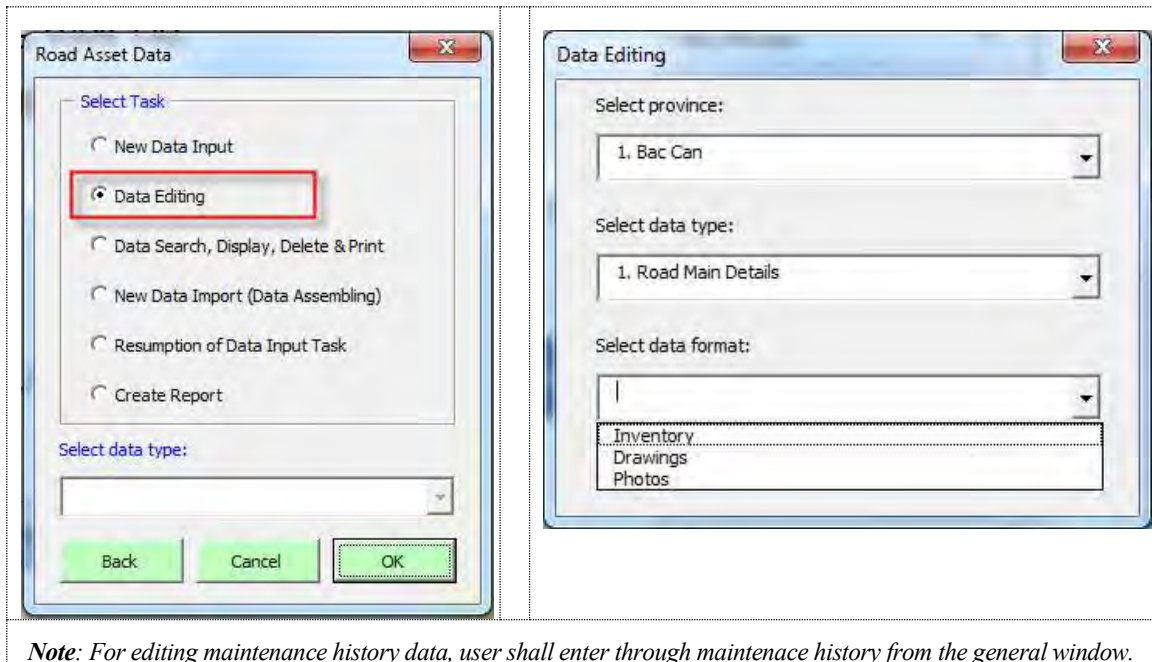 Road Asset Data
Select Task
New Data Input
Data Editing
Data Search, Display, Delete & Print
New Data Import (Data Assembling)
Resumption of Data Input Task
Create Report
Select data type:
Back
Cancel
OK
Data Editing
Select province:
1. Bac Can
Select data type:
1. Road Main Details
Select data format:
Inventory
Drawings
Photos
Note: For editing maintenance history data, user shall enter through maintenace history from the general window.